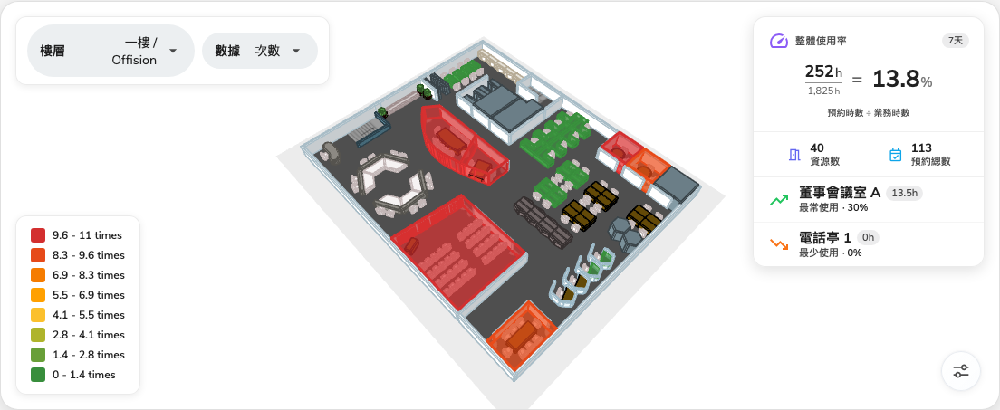 樓層
一樓 /
Offision
數據
次數
9.6 - 11 times
8.3 - 9.6 times
6.9 - 8.3 times
5.5 - 6.9 times
4.1 - 5.5 times
2.8 - 4.1 times
1.4 - 2.8 times
0 - 1.4 times
整體使用率
7天
252h
1,825h
= 13.8%
預約時數 ÷ 業務時數
40
資源數
113
預約總數
董事會議室 A 13.5h
最常使用 · 30%
電話亭 1 0h
最少使用 · 0%